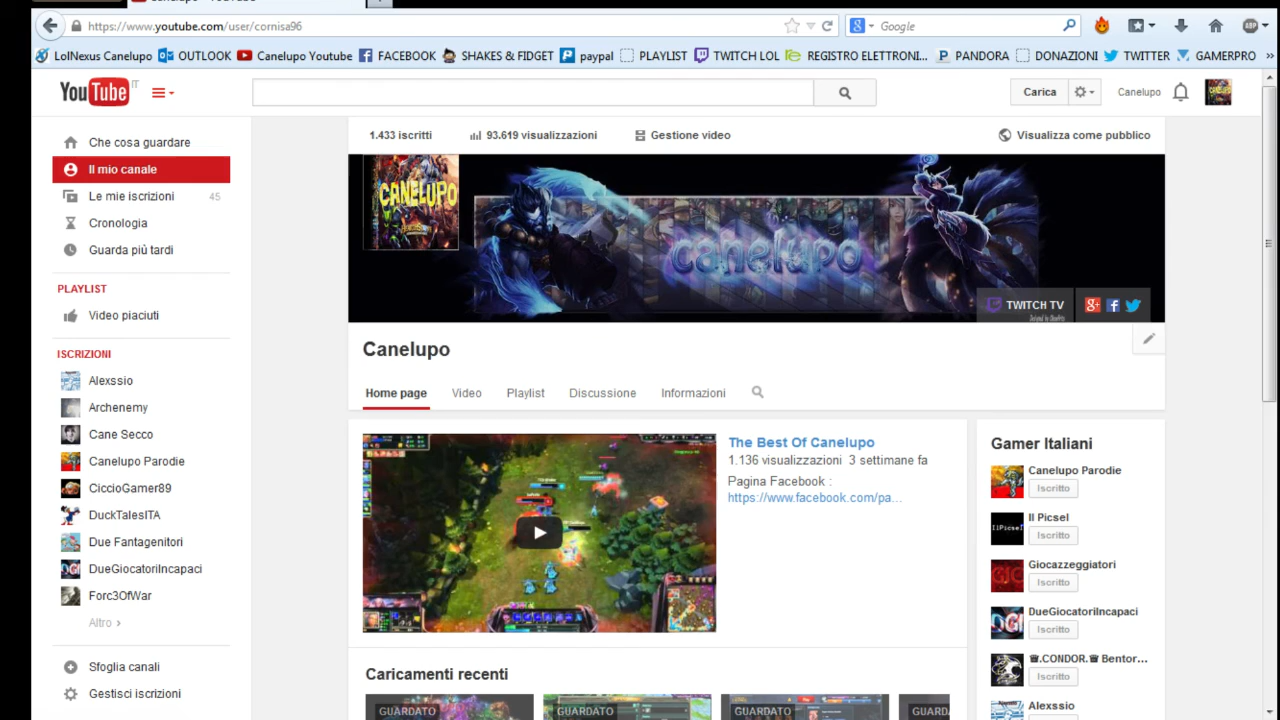 https://www.youtube.com/user/cornisa96
Google
LolNexus Canelupo OUTLOOK Canelupo Youtube FACEBOOK SHAKES & FIDGET paypal PLAYLIST TWITCH LOL REGISTRO ELETTRONI... PANDORA DONAZIONI TWITTER GAMERPRO »
YouTube IT
Carica
Canelupo
Che cosa guardare
Il mio canale
Le mie iscrizioni 45
Cronologia
Guarda più tardi
PLAYLIST
Video piaciuti
ISCRIZIONI
Alexssio
Archenemy
Cane Secco
Canelupo Parodie
CiccioGamer89
DuckTalesITA
Due Fantagenitori
DueGiocatoriIncapaci
Forc3OfWar
Altro ›
Sfoglia canali
Gestisci iscrizioni
1.433 iscritti 93.619 visualizzazioni Gestione video Visualizza come pubblico
CANELUPO
canelupo
TWITCH TV
Canelupo
Home page Video Playlist Discussione Informazioni
The Best Of Canelupo
1.136 visualizzazioni 3 settimane fa
Pagina Facebook :
https://www.facebook.com/pa...
Caricamenti recenti
GUARDATO GUARDATO GUARDATO GUARDA
Gamer Italiani
Canelupo Parodie
Iscritto
Il Picsel
Iscritto
Giocazzeggiatori
Iscritto
DueGiocatoriIncapaci
Iscritto
♛.CONDOR.♛ Bentor...
Iscritto
Alexssio